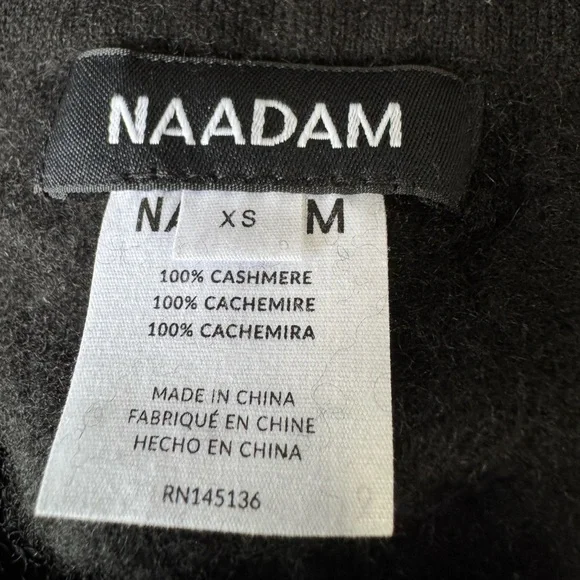 NAADAM
NA M
XS
100% CASHMERE
100% CACHEMIRE
100% CACHEMIRA
MADE IN CHINA
FABRIQUÉ EN CHINE
HECHO EN CHINA
RN145136